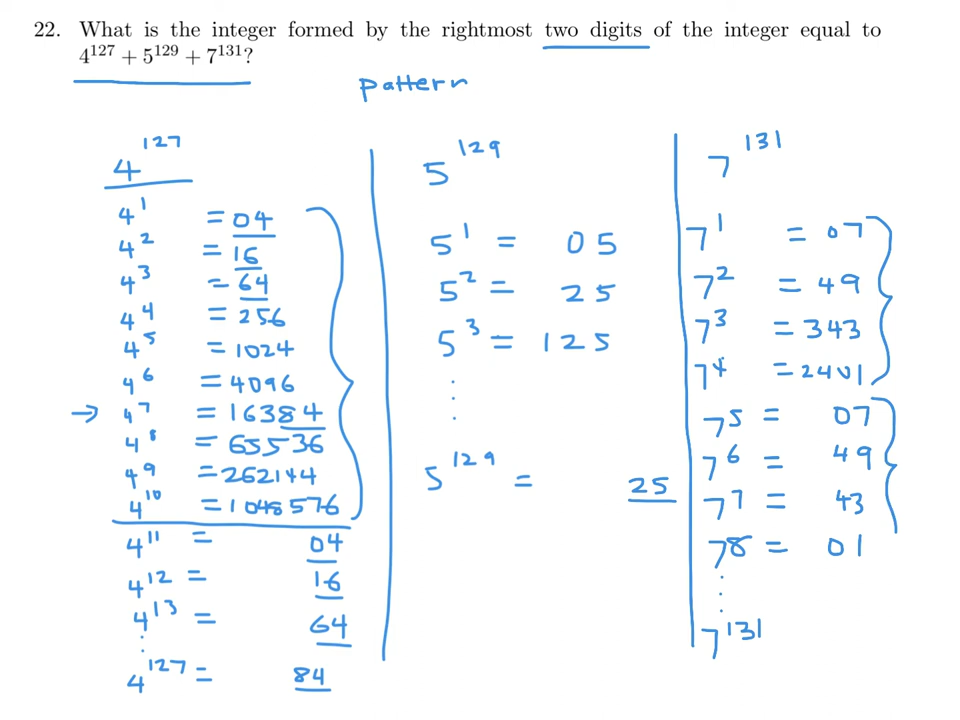 22. What is the integer formed by the rightmost two digits of the integer equal to
4^127 + 5^129 + 7^131?
pattern
4^127
4^1 = 04
4^2 = 16
4^3 = 64
4^4 = 256
4^5 = 1024
4^6 = 4096
→ 4^7 = 16384
4^8 = 65536
4^9 = 262144
4^10 = 1048576
4^11 = 04
4^12 = 16
4^13 = 64
⋮
4^127 = 84
5^129
5^1 = 05
5^2 = 25
5^3 = 125
⋮
5^129 = 25
7^131
7^1 = 07
7^2 = 49
7^3 = 343
7^4 = 2401
7^5 = 07
7^6 = 49
7^7 = 43
7^8 = 01
⋮
7^131